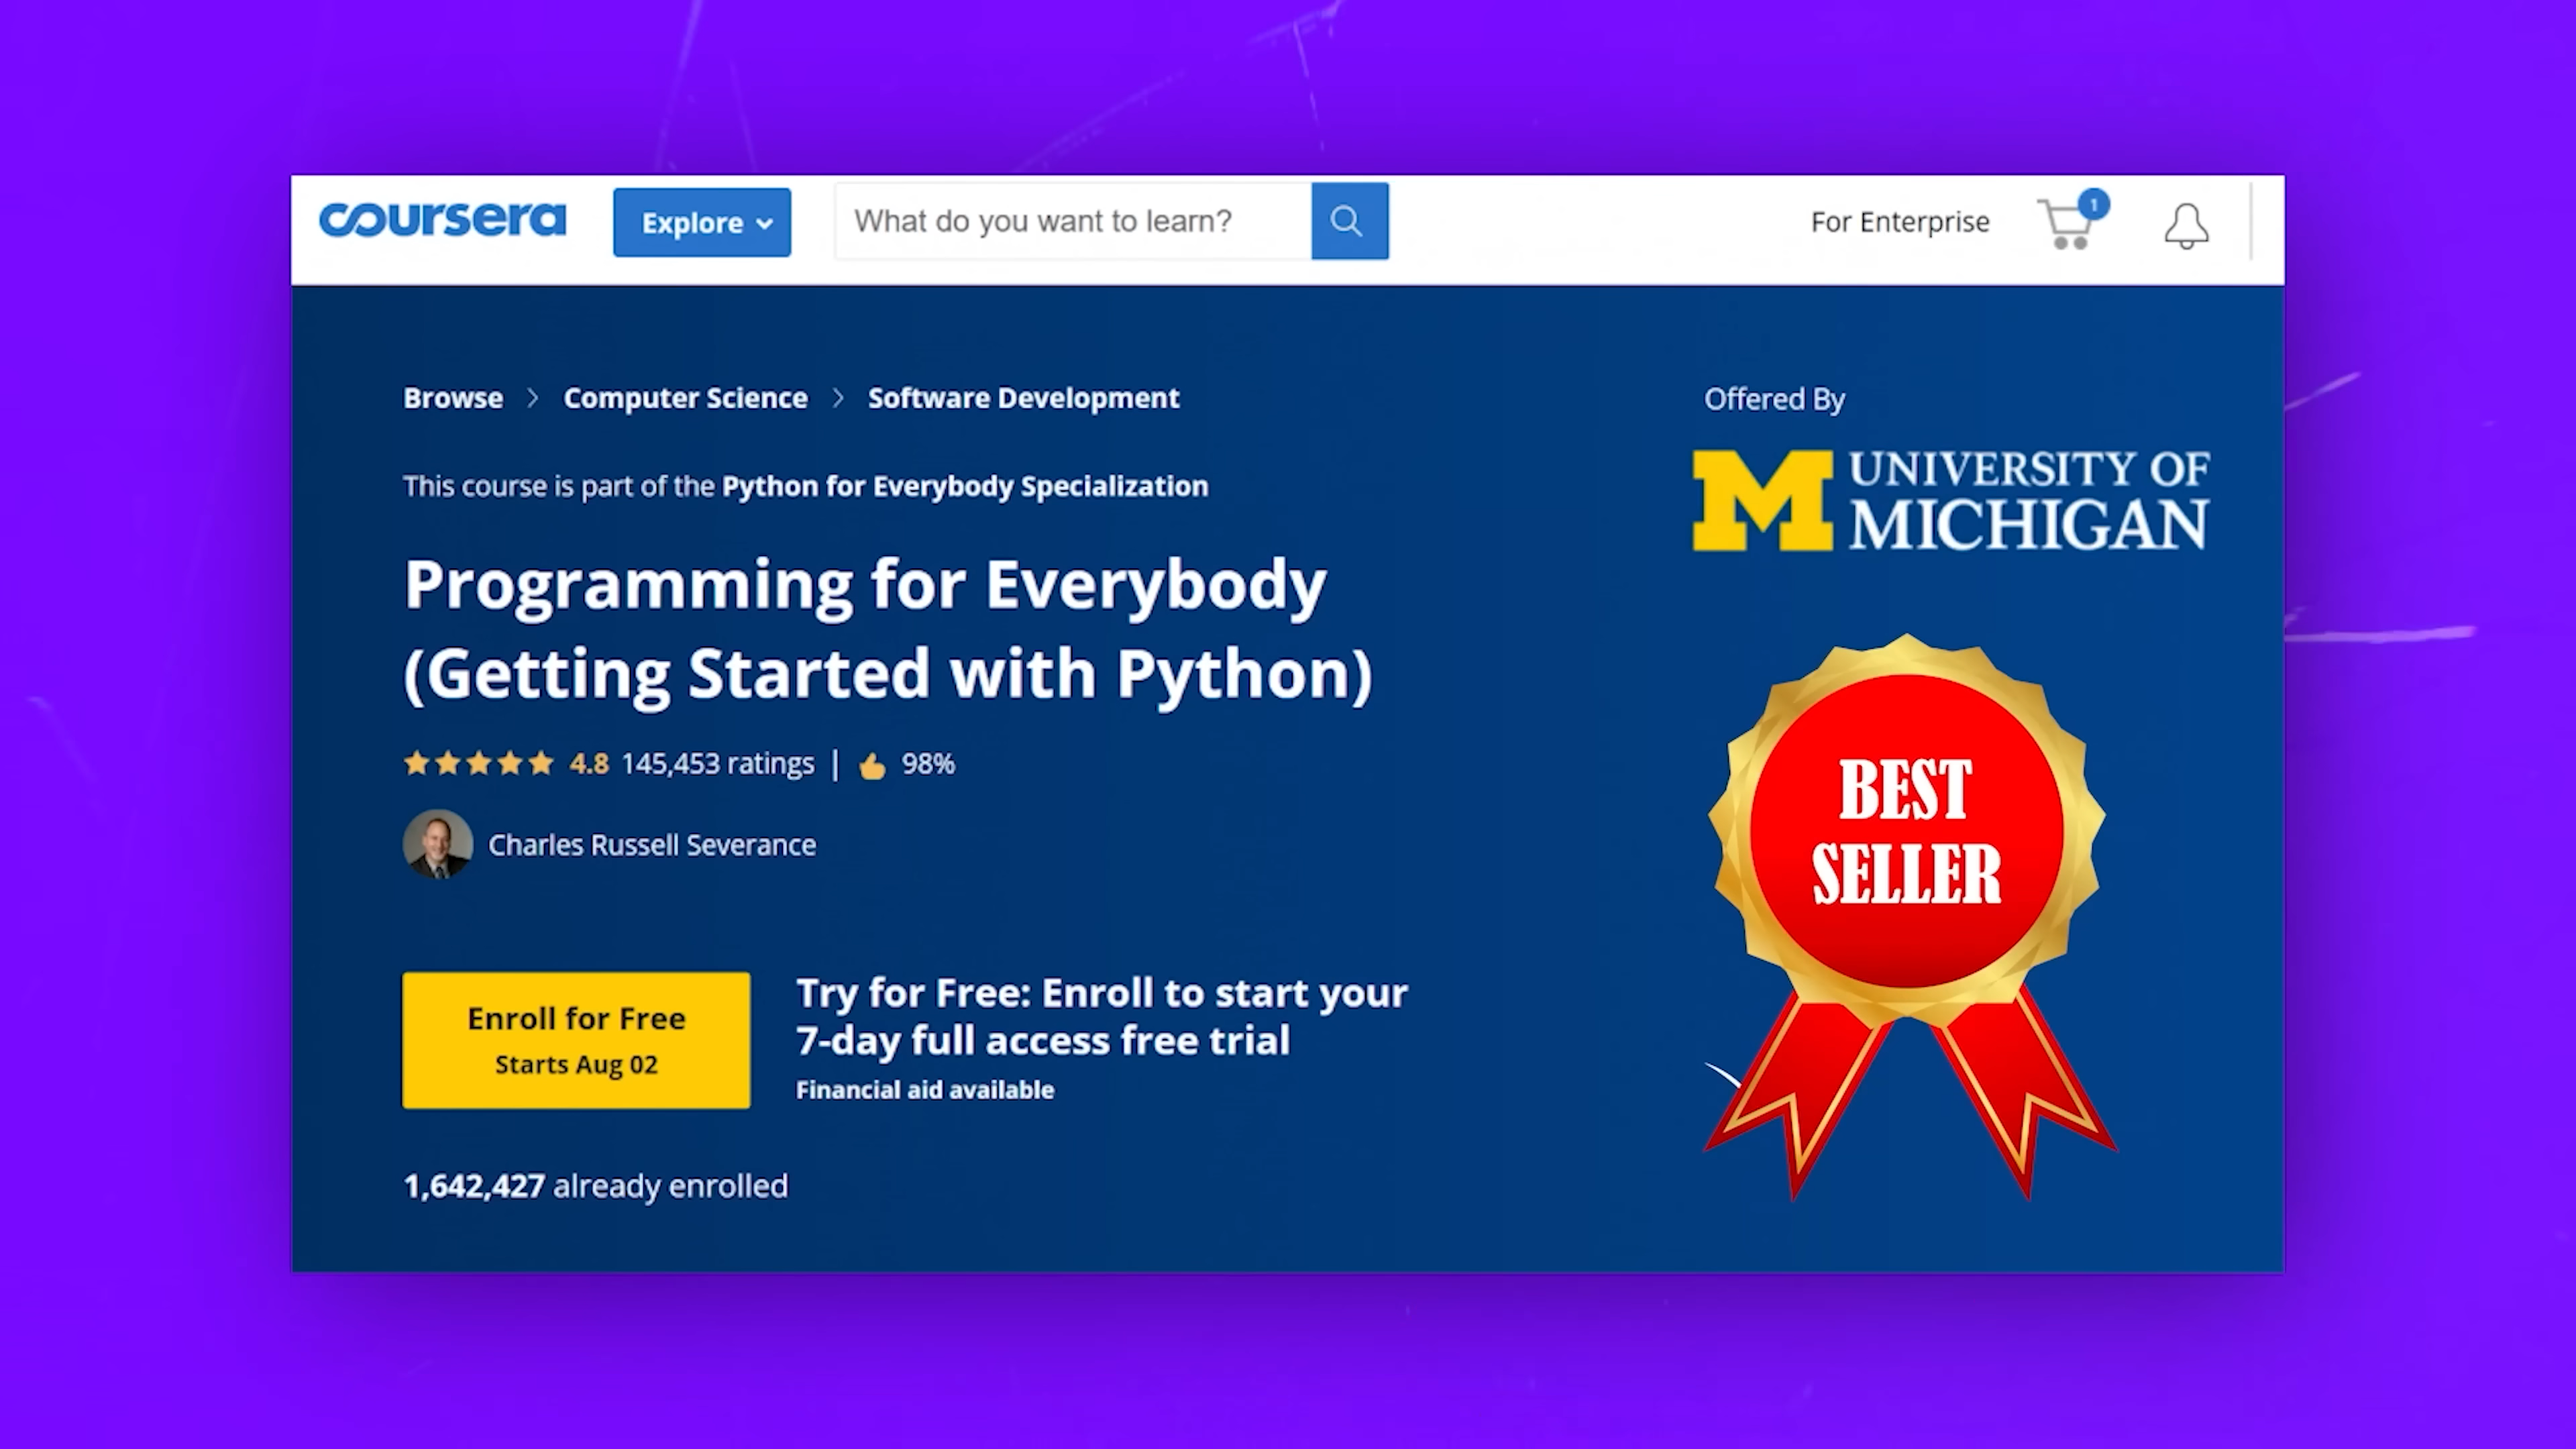 coursera
Explore
What do you want to learn?
For Enterprise
1
Browse > Computer Science > Software Development
Offered By
This course is part of the Python for Everybody Specialization
M UNIVERSITY OF
MICHIGAN
Programming for Everybody
(Getting Started with Python)
4.8 145,453 ratings | 98%
Charles Russell Severance
BEST
SELLER
Enroll for Free
Starts Aug 02
Try for Free: Enroll to start your
7-day full access free trial
Financial aid available
1,642,427 already enrolled